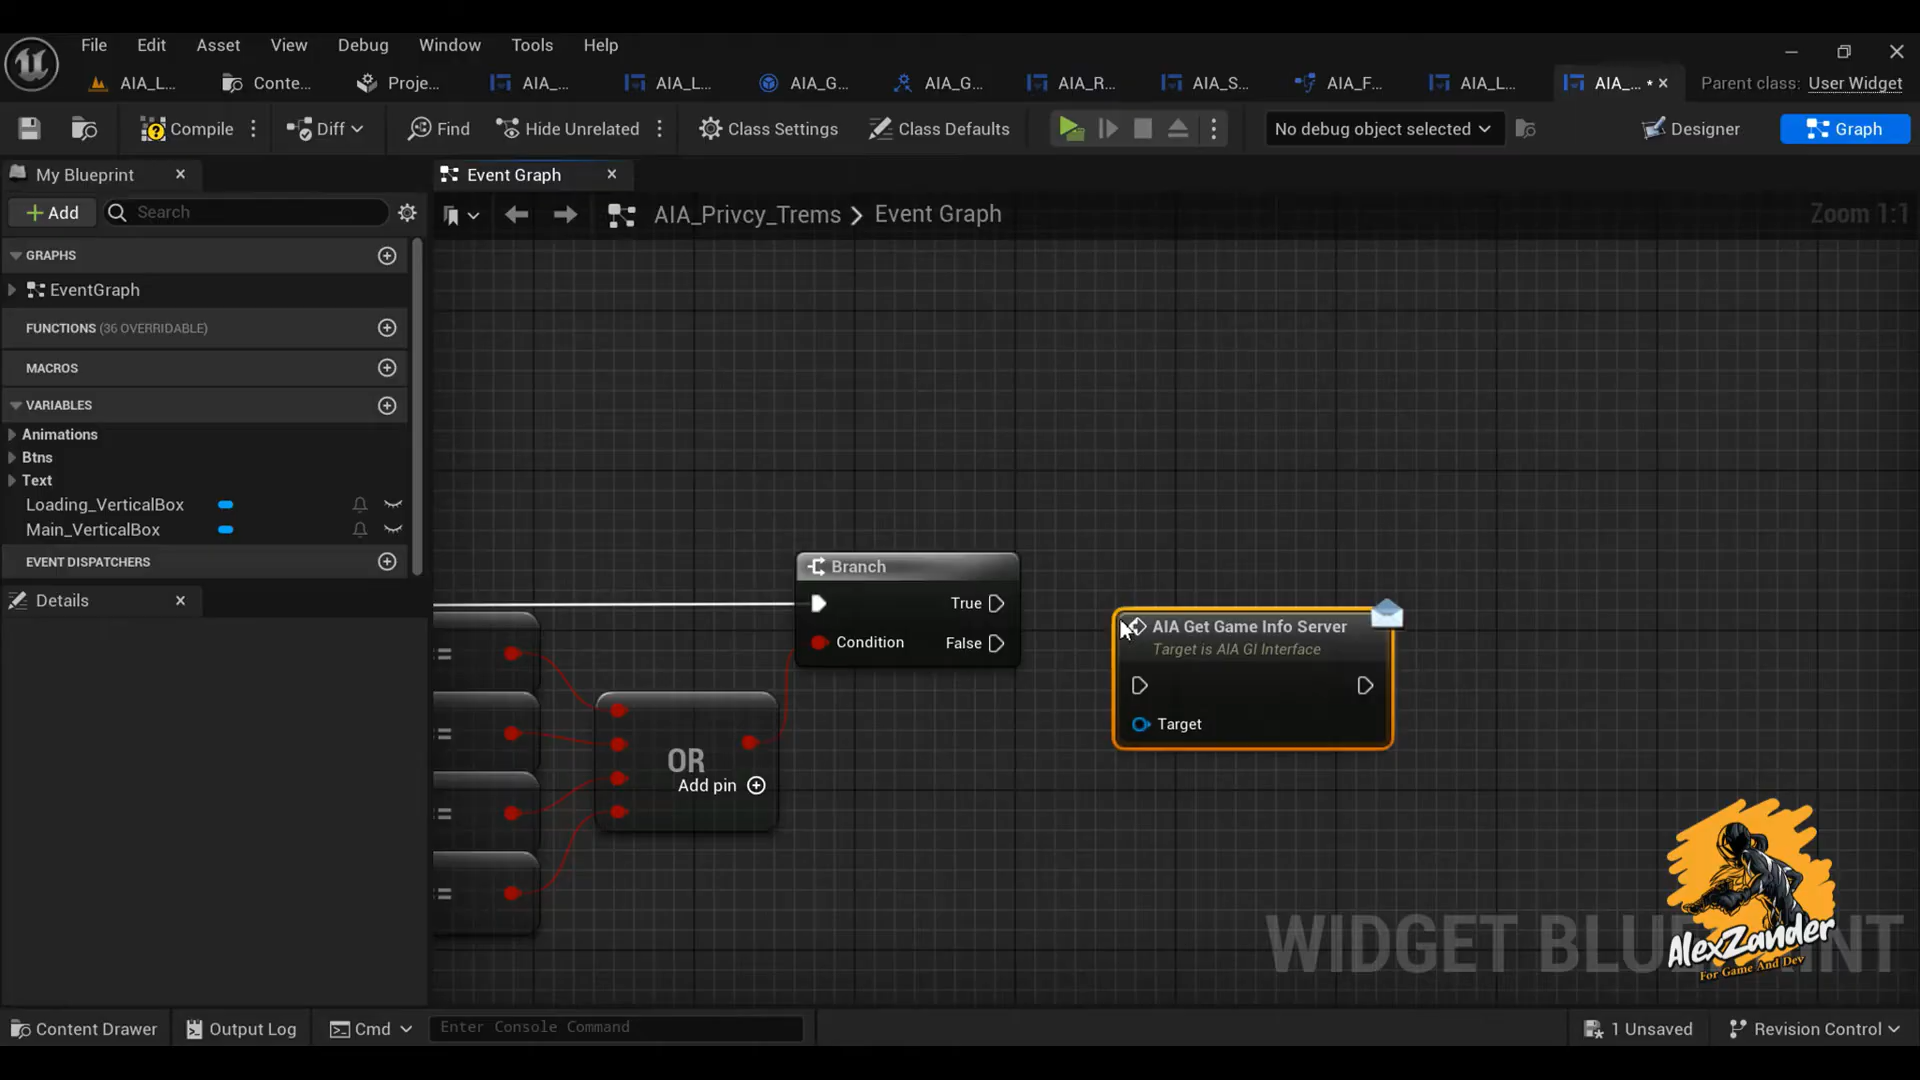 File Edit Asset View Debug Window Tools Help
AIA_L... Conte... Proje... AIA_... AIA_L... AIA_G... AIA_G... AIA_R... AIA_S... AIA_F... AIA_L... AIA_... • Parent class: User Widget
Compile Diff Find Hide Unrelated Class Settings Class Defaults No debug object selected Designer Graph
My Blueprint Event Graph
+ Add Search AIA_Privcy_Trems > Event Graph Zoom 1:1
GRAPHS
EventGraph
FUNCTIONS (36 OVERRIDABLE)
MACROS
VARIABLES
Animations
Btns
Text
Loading_VerticalBox
Main_VerticalBox
EVENT DISPATCHERS
Details
Branch
True
Condition False
AIA Get Game Info Server
Target is AIA GI Interface
Target
OR
Add pin
WIDGET BLUEPRINT
AlexZander
For Game And Dev
Content Drawer Output Log Cmd Enter Console Command 1 Unsaved Revision Control